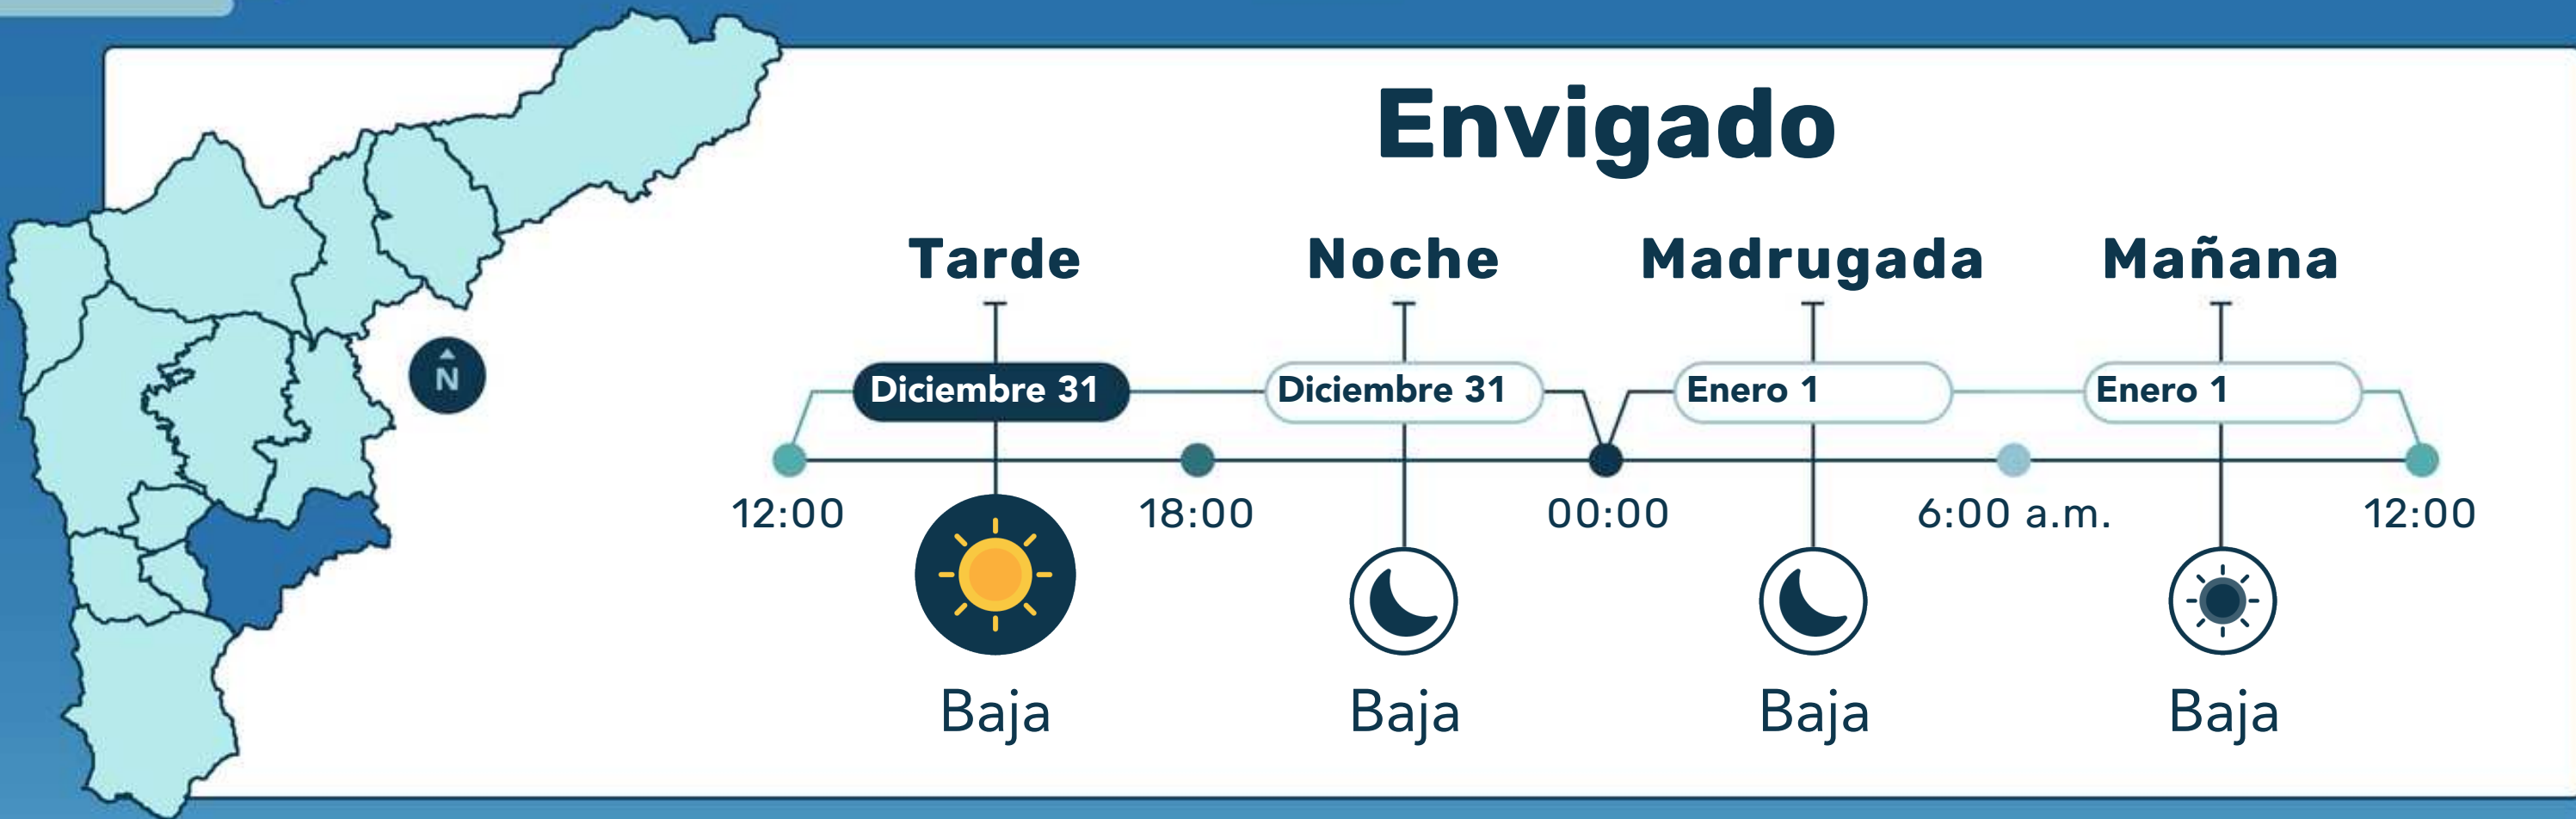 Envigado
Tarde Noche Madrugada Mañana
Diciembre 31 Diciembre 31 Enero 1 Enero 1
N
12:00 18:00 00:00 6:00 a.m. 12:00
Baja Baja Baja Baja